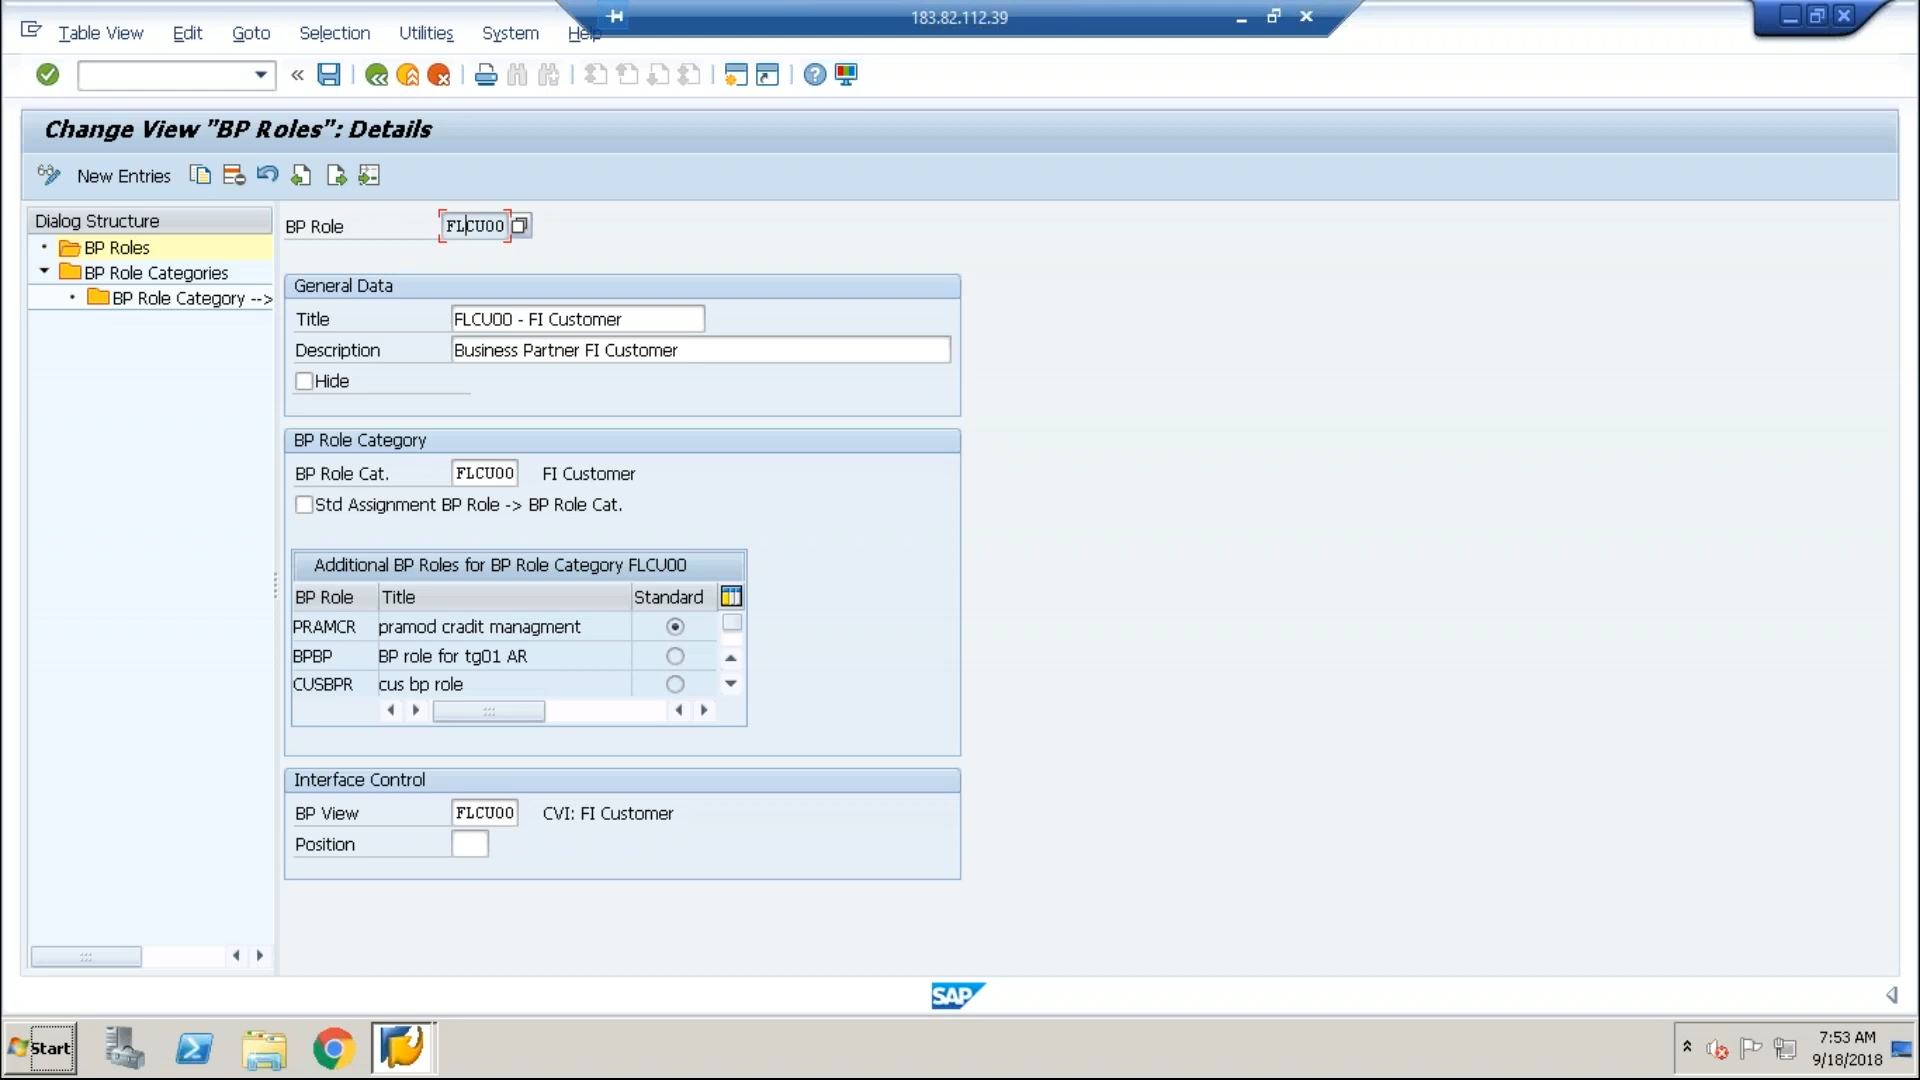 183.82.112.39
Table View Edit Goto Selection Utilities System Help
Change View "BP Roles": Details
New Entries
Dialog Structure
BP Roles
BP Role Categories
BP Role Category -->
BP Role FLCU00
General Data
Title FLCU00 - FI Customer
Description Business Partner FI Customer
Hide
BP Role Category
BP Role Cat. FLCU00 FI Customer
Std Assignment BP Role -> BP Role Cat.
Additional BP Roles for BP Role Category FLCU00
BP Role Title Standard
PRAMCR pramod cradit managment
BPBP BP role for tg01 AR
CUSBPR cus bp role
Interface Control
BP View FLCU00 CVI: FI Customer
Position
SAP
Start
7:53 AM
9/18/2018